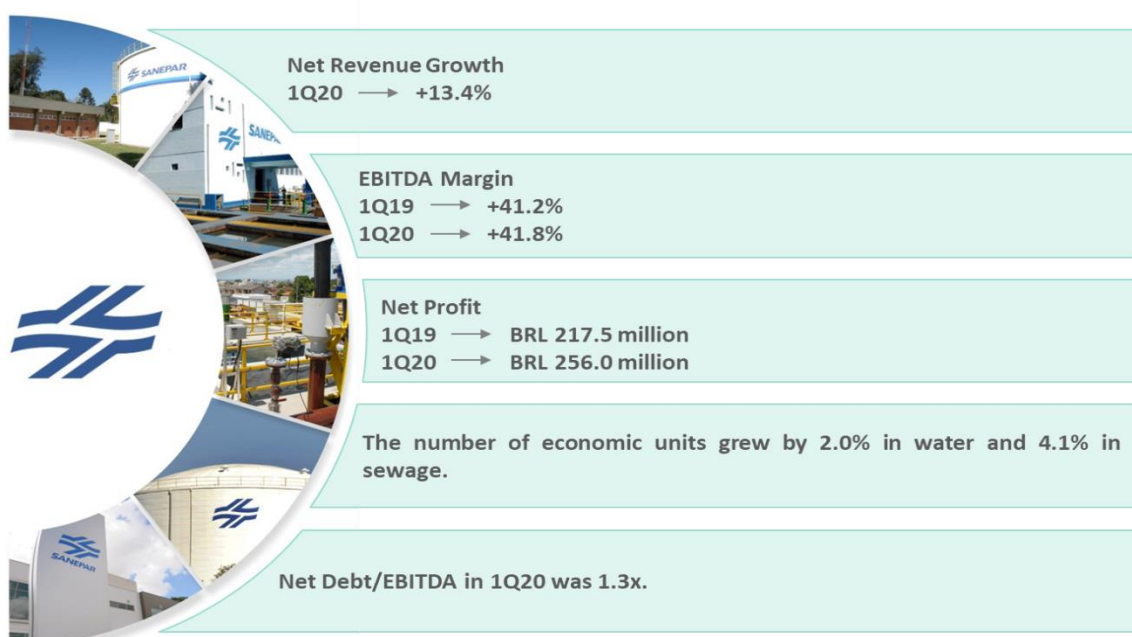 SANEPAR
SANEPAR
Net Revenue Growth
1Q20 → +13.4%
EBITDA Margin
1Q19 → +41.2%
1Q20 → +41.8%
Net Profit
1Q19 → BRL 217.5 million
1Q20 → BRL 256.0 million
The number of economic units grew by 2.0% in water and 4.1% in
sewage.
Net Debt/EBITDA in 1Q20 was 1.3x.